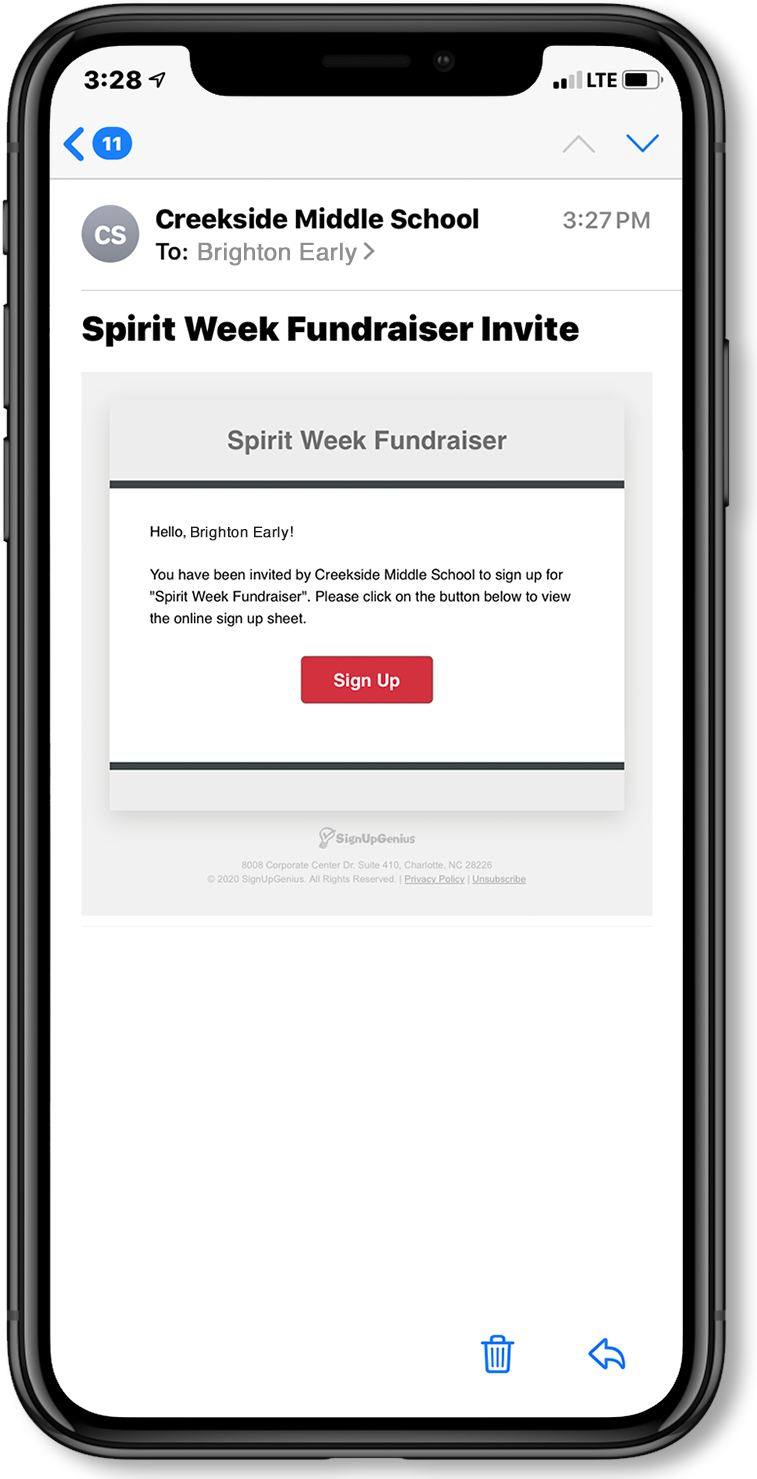 3:28 LTE
11
CS Creekside Middle School 3:27 PM
To: Brighton Early
Spirit Week Fundraiser Invite
Spirit Week Fundraiser
Hello, Brighton Early!
You have been invited by Creekside Middle School to sign up for
"Spirit Week Fundraiser". Please click on the button below to view
the online sign up sheet.
Sign Up
SignUpGenius
8008 Corporate Center Dr. Suite 410, Charlotte, NC 28226
© 2020 SignUpGenius. All Rights Reserved. | Privacy Policy | Unsubscribe